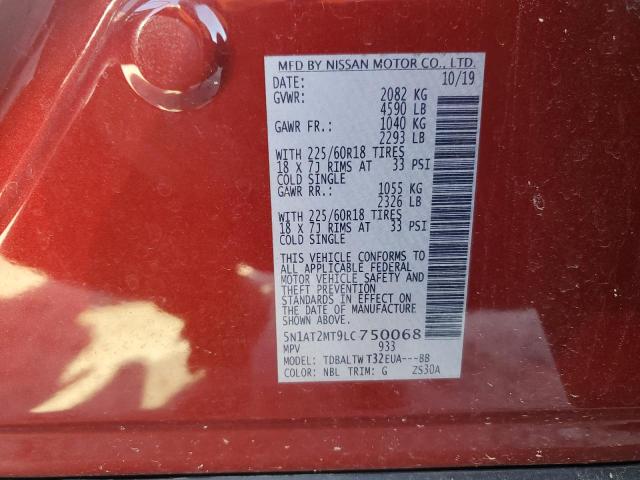 MFD BY NISSAN MOTOR CO., LTD.
DATE: 10/19
GVWR: 2082 KG
4590 LB
GAWR FR.: 1040 KG
2293 LB
WITH 225/60R18 TIRES
18 X 7J RIMS AT 33 PSI
COLD SINGLE
GAWR RR.: 1055 KG
2326 LB
WITH 225/60R18 TIRES
18 X 7J RIMS AT 33 PSI
COLD SINGLE
THIS VEHICLE CONFORMS TO
ALL APPLICABLE FEDERAL
MOTOR VEHICLE SAFETY AND
THEFT PREVENTION
STANDARDS IN EFFECT ON
THE DATE OF MANUFACTURE
SHOWN ABOVE.
5N1AT2MT9LC750068
MPV 933
MODEL: TDBALTWT32EUA---BB
COLOR: NBL TRIM: G ZS30A